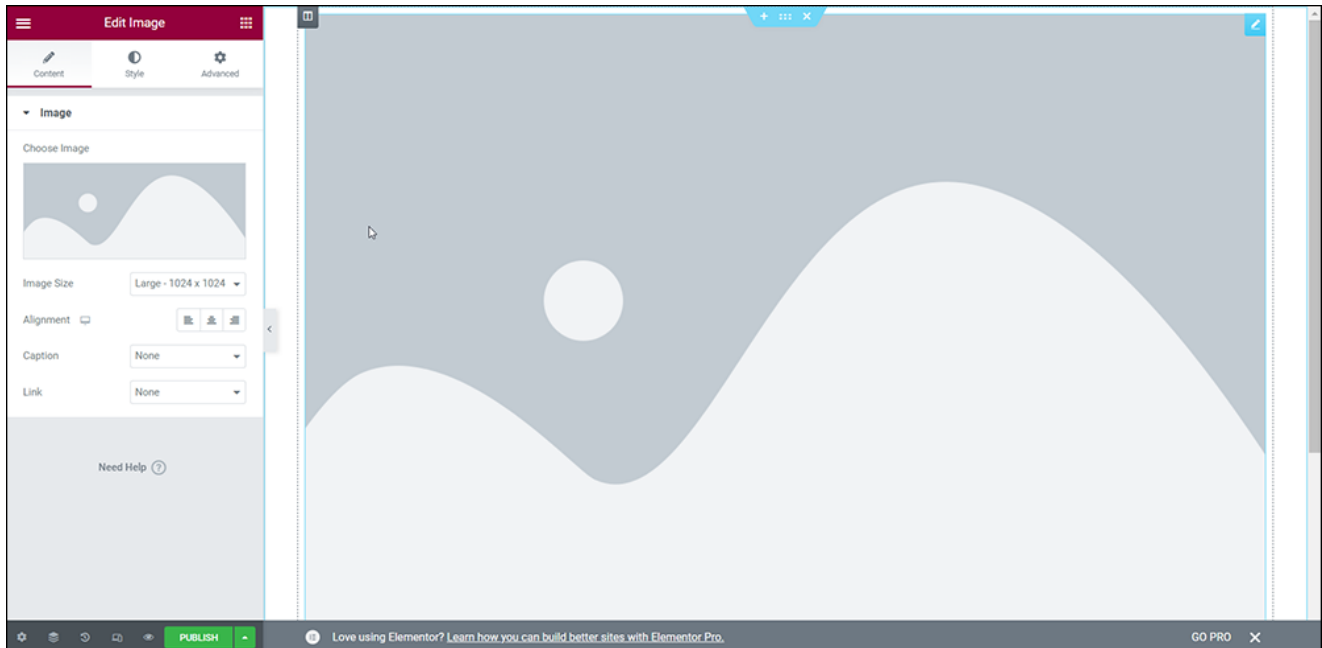 Edit Image
Content Style Advanced
Image
Choose Image
Image Size Large - 1024 x 1024
Alignment
Caption None
Link None
Need Help ?
PUBLISH
Love using Elementor? Learn how you can build better sites with Elementor Pro.
GO PRO